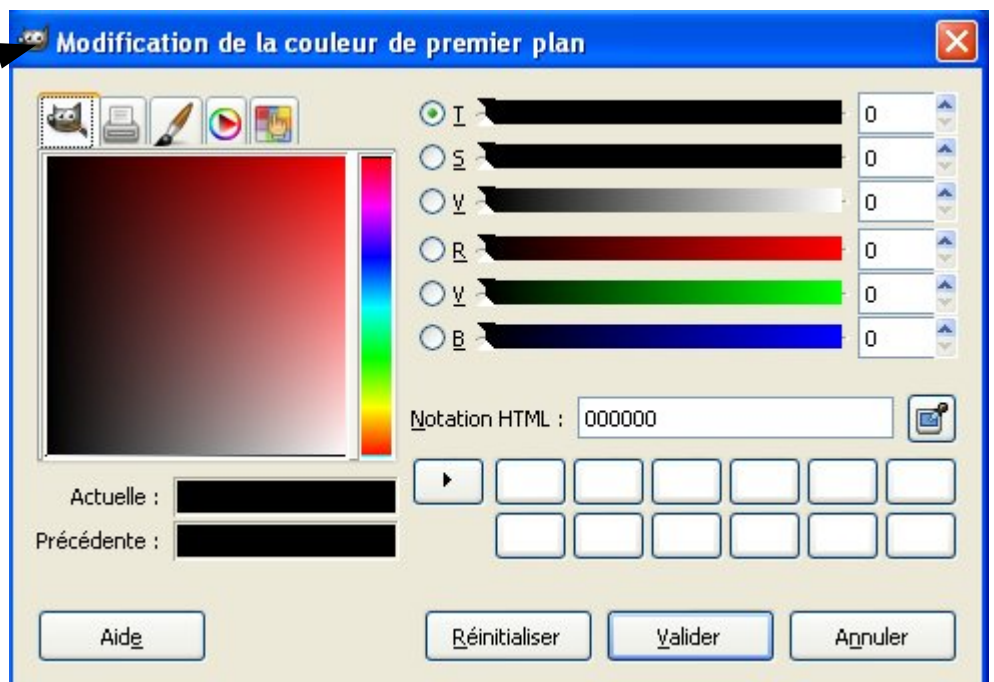 Modification de la couleur de premier plan
T 0
S 0
V 0
R 0
V 0
B 0
Notation HTML : 000000
Actuelle :
Précédente :
Aide
Réinitialiser
Valider
Annuler